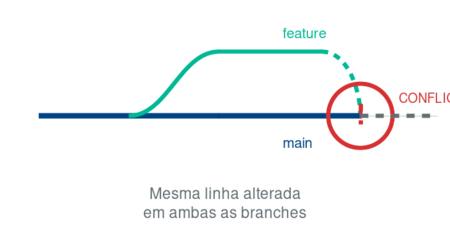 feature
CONFLIC
main
Mesma linha alterada
em ambas as branches